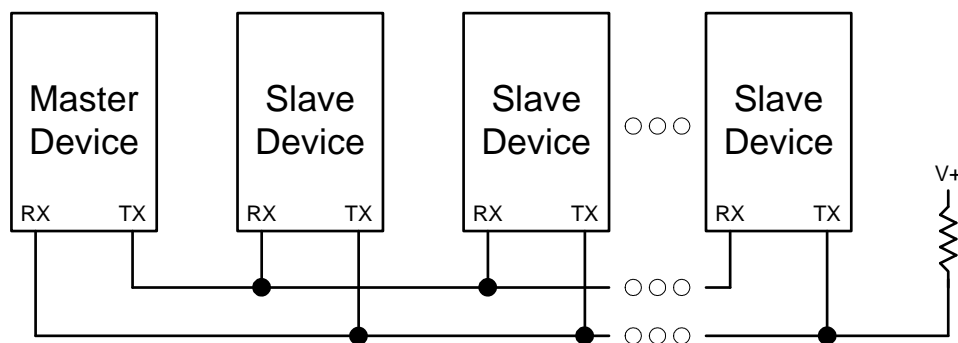 Master
Device
Slave
Device
Slave
Device
Slave
Device
RX TX
RX TX
RX TX
RX TX
V+